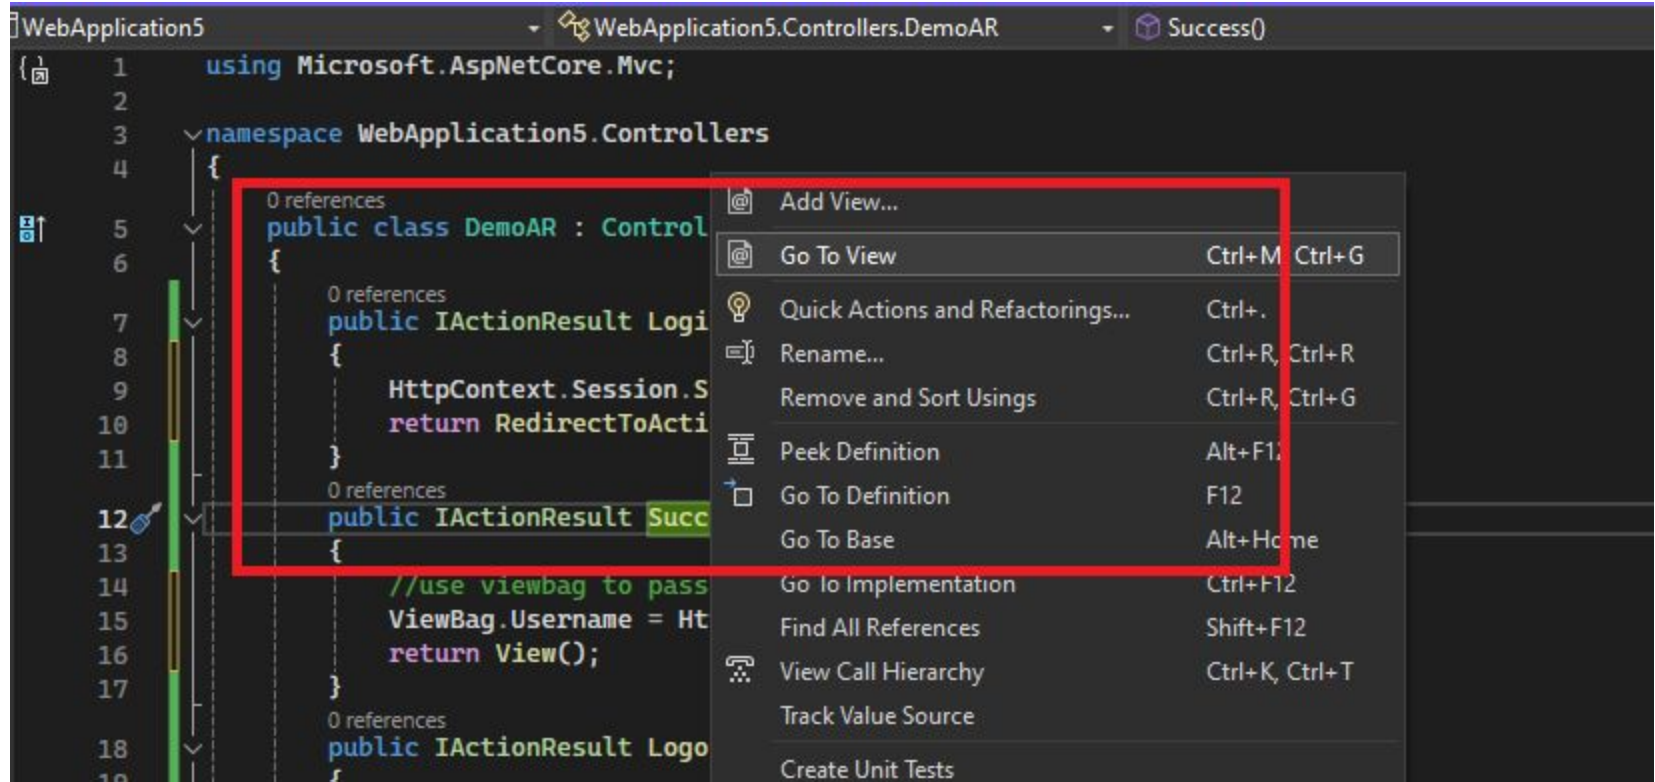 WebApplication5 WebApplication5.Controllers.DemoAR Success()
1 using Microsoft.AspNetCore.Mvc;
2
3 namespace WebApplication5.Controllers
4 {
0 references
5 public class DemoAR : Control
6 {
0 references
7 public IActionResult Logi
8 {
9 HttpContext.Session.S
10 return RedirectToActi
11 }
0 references
12 public IActionResult Succ
13 {
14 //use viewbag to pass
15 ViewBag.Username = Ht
16 return View();
17 }
0 references
18 public IActionResult Logo
19 {
Add View...
Go To View Ctrl+M, Ctrl+G
Quick Actions and Refactorings... Ctrl+.
Rename... Ctrl+R, Ctrl+R
Remove and Sort Usings Ctrl+R, Ctrl+G
Peek Definition Alt+F12
Go To Definition F12
Go To Base Alt+Home
Go To Implementation Ctrl+F12
Find All References Shift+F12
View Call Hierarchy Ctrl+K, Ctrl+T
Track Value Source
Create Unit Tests